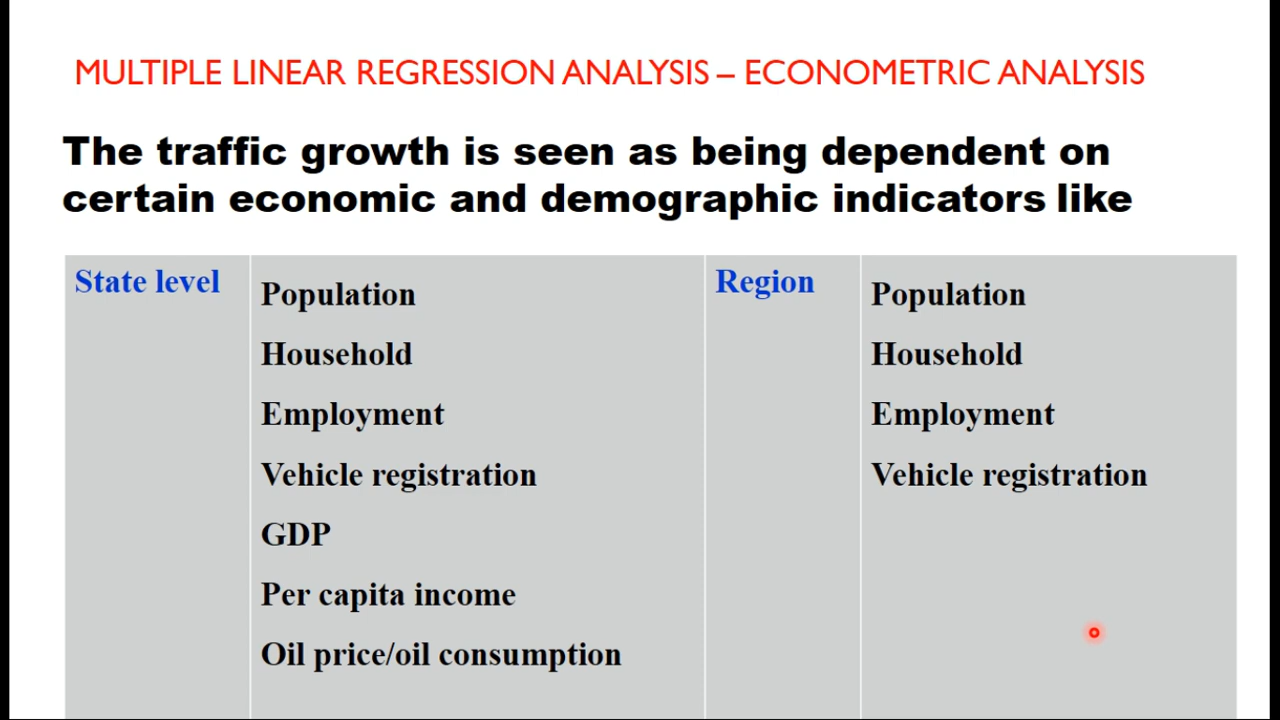 MULTIPLE LINEAR REGRESSION ANALYSIS – ECONOMETRIC ANALYSIS
The traffic growth is seen as being dependent on
certain economic and demographic indicators like
State level
Population
Household
Employment
Vehicle registration
GDP
Per capita income
Oil price/oil consumption
Region
Population
Household
Employment
Vehicle registration